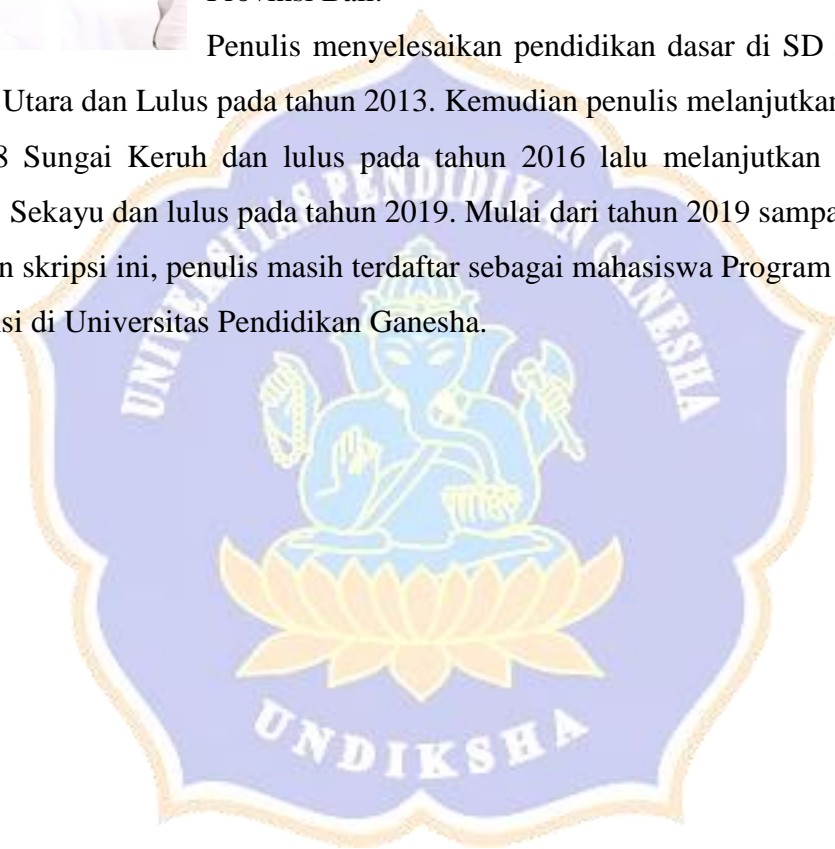 Penulis menyelesaikan pendidikan dasar di SD
Utara dan Lulus pada tahun 2013. Kemudian penulis melanjutkan
8 Sungai Keruh dan lulus pada tahun 2016 lalu melanjutkan
Sekayu dan lulus pada tahun 2019. Mulai dari tahun 2019 sampa
n skripsi ini, penulis masih terdaftar sebagai mahasiswa Program
si di Universitas Pendidikan Ganesha.
UNIVERSITAS PENDIDIKAN GANESHA
UNDIKSHA